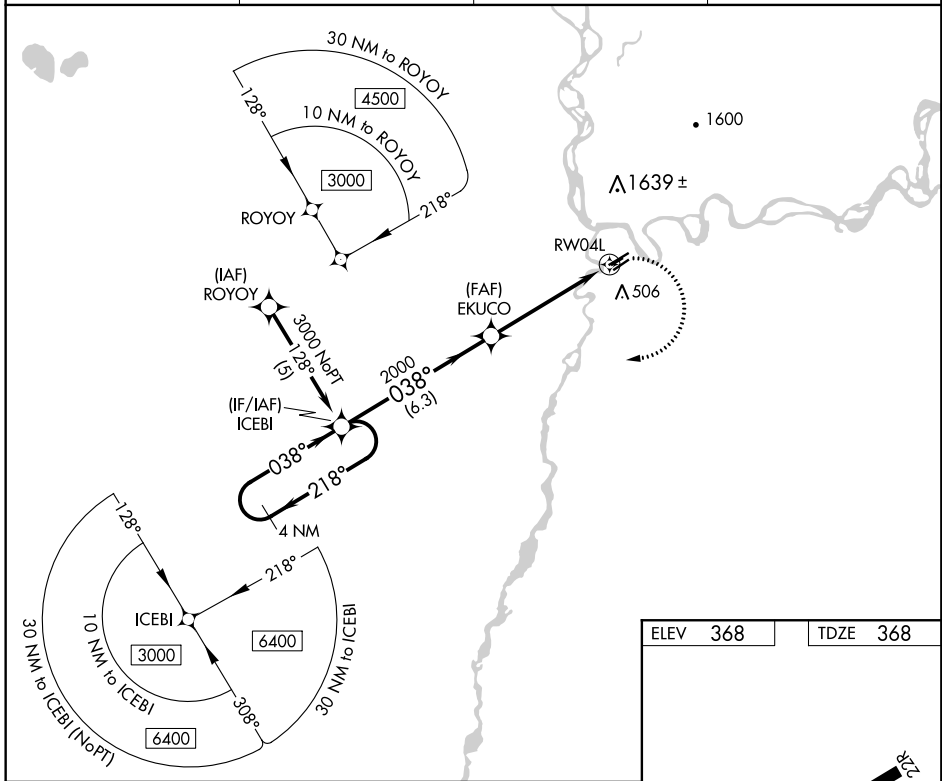 30 NM to ROYOY
4500
128°
10 NM to ROYOY
3000
218°
ROYOY
1600
1639 ±
RW04L
506
(FAF)
EKUCO
(IAF)
ROYOY
3000 NoPT
128°
(5)
2000
038°
(6.3)
(IF/IAF)
ICEBI
038°
218°
4 NM
128°
218°
ICEBI
3000
6400
10 NM to ICEBI
30 NM to ICEBI
308°
30 NM to ICEBI (NoPT)
6400
ELEV 368
TDZE 368
22R